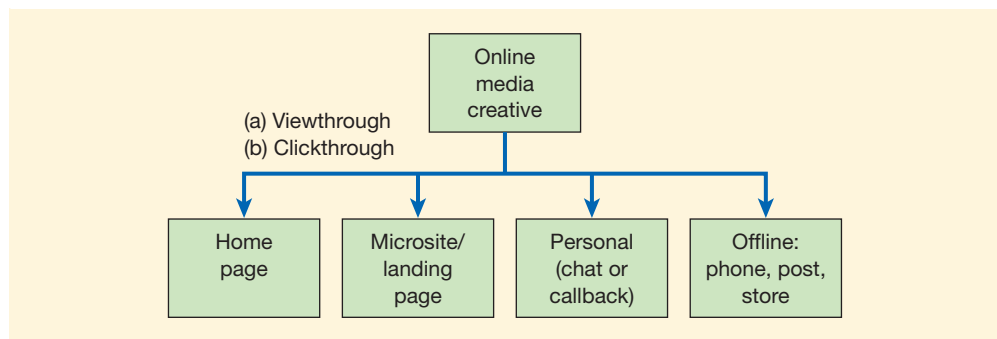 Online
media
creative
(a) Viewthrough
(b) Clickthrough
Home
page
Microsite/
landing
page
Personal
(chat or
callback)
Offline:
phone, post,
store